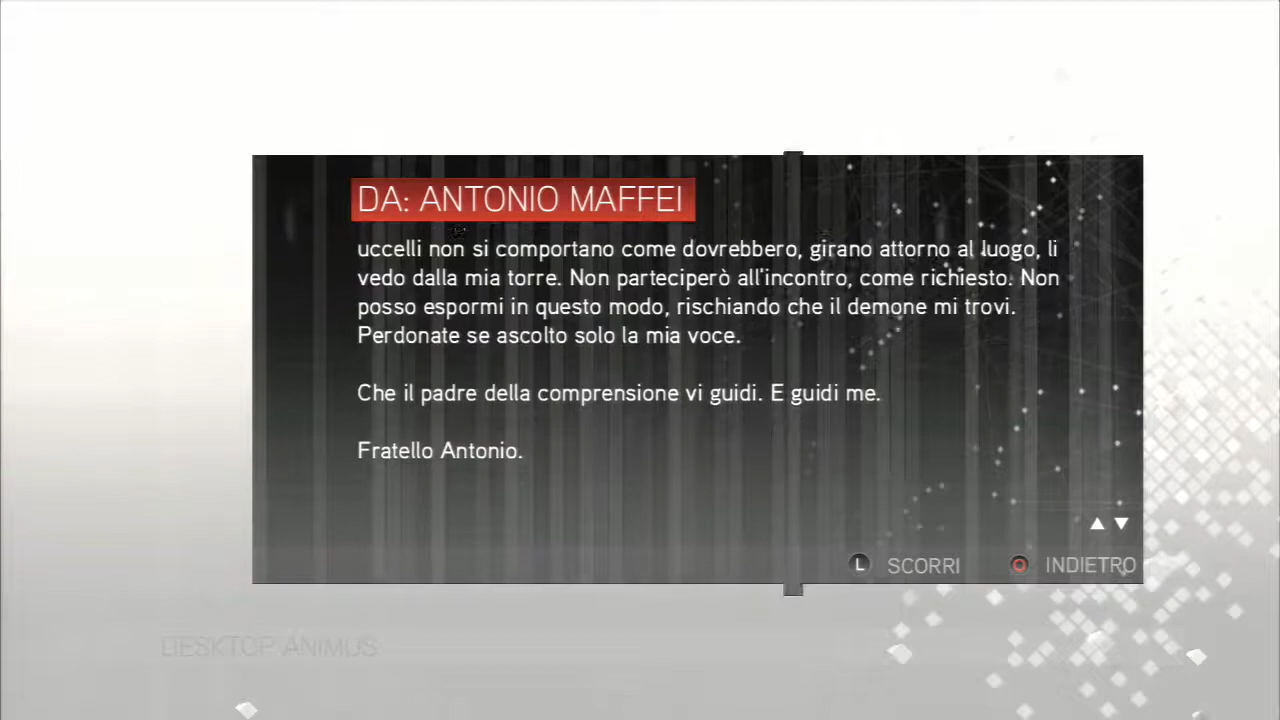 DA: ANTONIO MAFFEI
uccelli non si comportano come dovrebbero, girano attorno al luogo, li
vedo dalla mia torre. Non parteciperò all'incontro, come richiesto. Non
posso espormi in questo modo, rischiando che il demone mi trovi.
Perdonate se ascolto solo la mia voce.
Che il padre della comprensione vi guidi. E guidi me.
Fratello Antonio.
L SCORRI O INDIETRO
DESKTOP ANIMUS